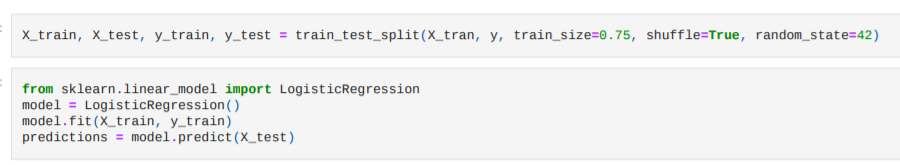 X_train, X_test, y_train, y_test = train_test_split(X_tran, y, train_size=0.75, shuffle=True, random_state=42)
from sklearn.linear_model import LogisticRegression
model = LogisticRegression()
model.fit(X_train, y_train)
predictions = model.predict(X_test)